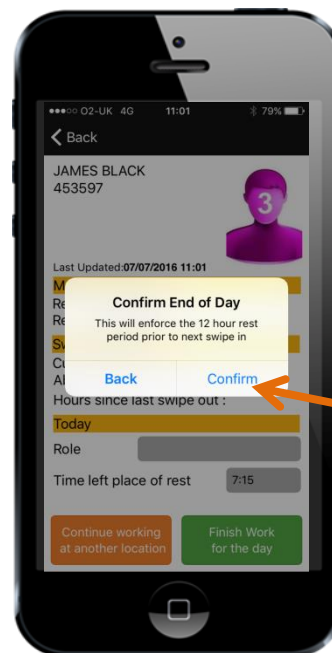 O2-UK 4G 11:01 79%
Back
JAMES BLACK
453597
3
Last Updated:07/07/2016 11:01
Confirm End of Day
This will enforce the 12 hour rest
period prior to next swipe in
Back Confirm
Hours since last swipe out :
Today
Role
Time left place of rest 7:15
Continue working
at another location
Finish Work
for the day